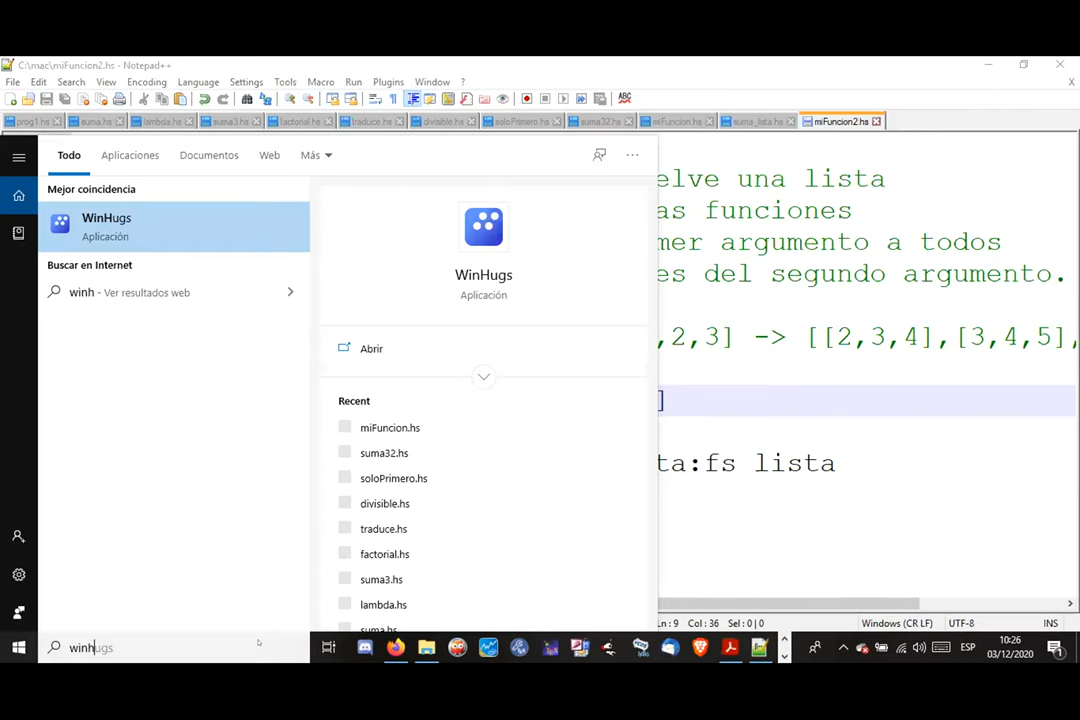 C:\mac\miFuncion2.hs - Notepad++
File Edit Search View Encoding Language Settings Tools Macro Run Plugins Window ?
X
prog1.hs suma.hs lambda.hs suma3.hs factorial.hs traduce.hs divisible.hs soloPrimero.hs suma32.hs miFuncion.hs suma_lista.hs miFuncion2.hs
Todo Aplicaciones Documentos Web Más
Mejor coincidencia
WinHugs
Aplicación
Buscar en Internet
winh - Ver resultados web
WinHugs
Aplicación
Abrir
Recent
miFuncion.hs
suma32.hs
soloPrimero.hs
divisible.hs
traduce.hs
factorial.hs
suma3.hs
lambda.hs
suma.hs
elve una lista
as funciones
mer argumento a todos
es del segundo argumento.
,2,3] -> [[2,3,4],[3,4,5],
]
ta:fs lista
Ln : 9 Col : 36 Sel : 0 | 0 Windows (CR LF) UTF-8 INS
winhugs
ABC
ESP
10:26
03/12/2020
1